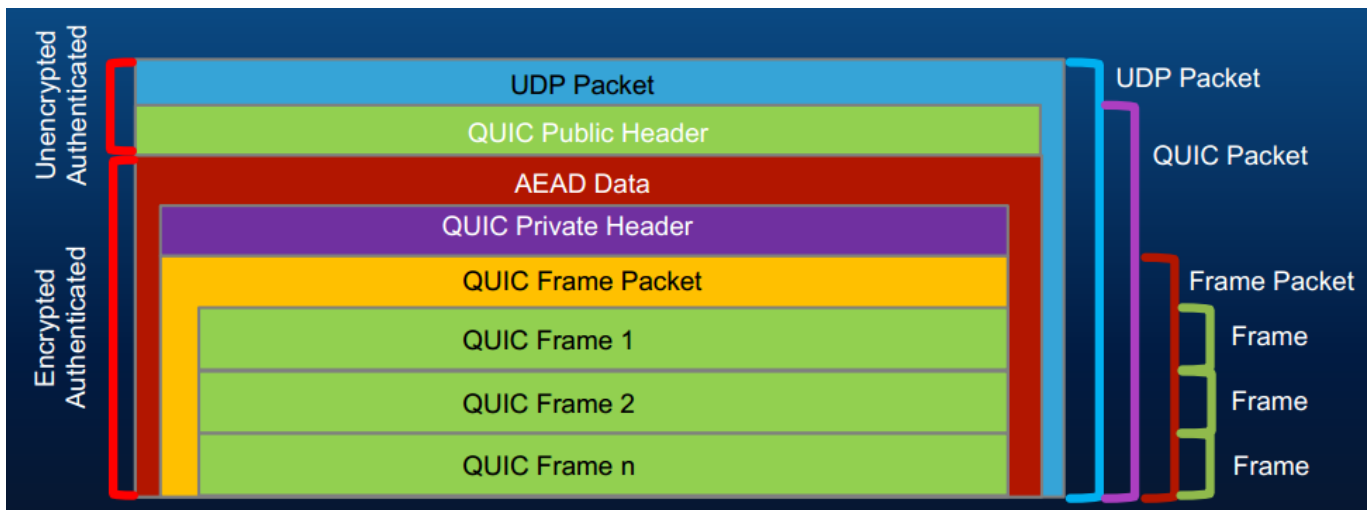 Unencrypted
Authenticated
Encrypted
Authenticated
UDP Packet
QUIC Public Header
AEAD Data
QUIC Private Header
QUIC Frame Packet
QUIC Frame 1
QUIC Frame 2
QUIC Frame n
UDP Packet
QUIC Packet
Frame Packet
Frame
Frame
Frame